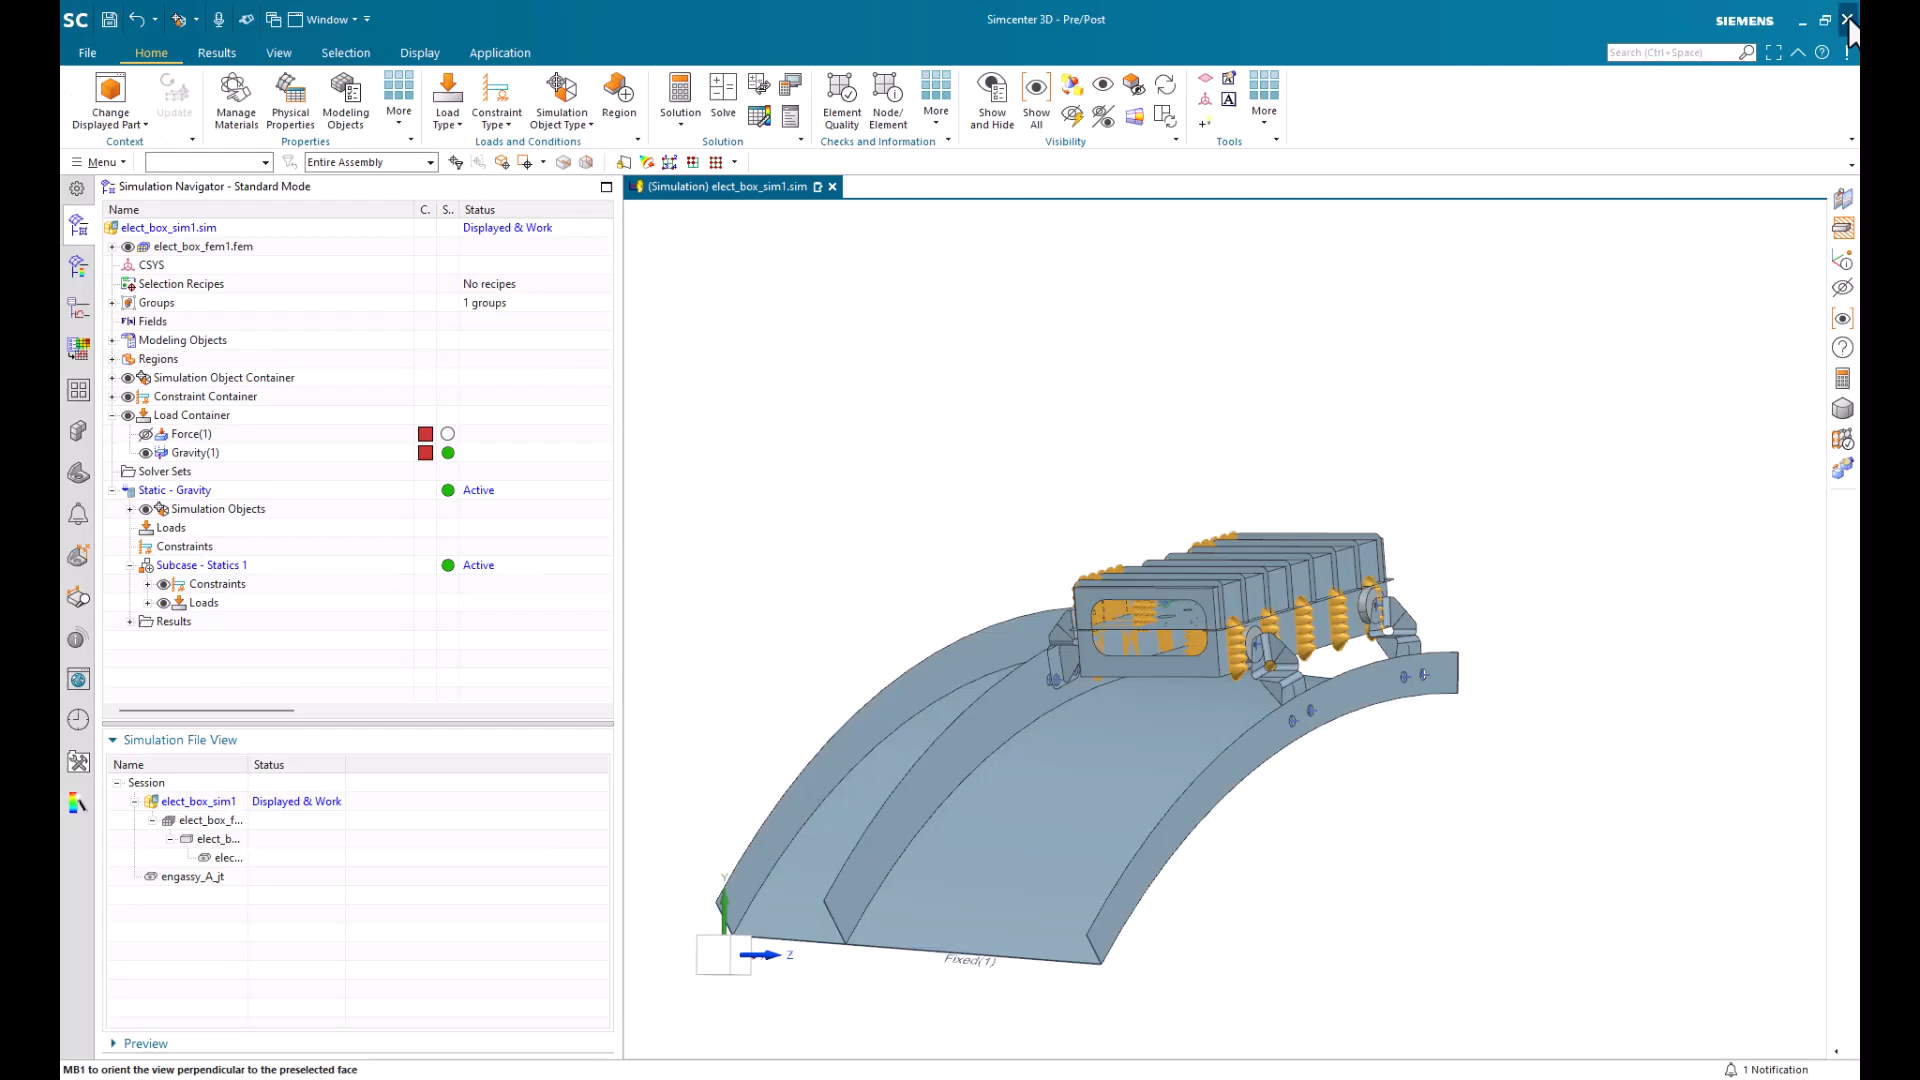 SC
Window
Simcenter 3D - Pre/Post
SIEMENS
File
Home
Results
View
Selection
Display
Application
Search (Ctrl+Space)
Change Displayed Part
Update
Manage Materials
Physical Properties
Modeling Objects
More
Load Type
Constraint Type
Simulation Object Type
Region
Solution
Solve
Element Quality
Node/ Element
More
Show and Hide
Show All
More
Context
Properties
Loads and Conditions
Solution
Checks and Information
Visibility
Tools
Menu
Entire Assembly
Simulation Navigator - Standard Mode
(Simulation) elect_box_sim1.sim
Name
C.
S..
Status
elect_box_sim1.sim
Displayed & Work
elect_box_fem1.fem
CSYS
Selection Recipes
No recipes
Groups
1 groups
Fields
Modeling Objects
Regions
Simulation Object Container
Constraint Container
Load Container
Force(1)
Gravity(1)
Solver Sets
Static - Gravity
Active
Simulation Objects
Loads
Constraints
Subcase - Statics 1
Active
Constraints
Loads
Results
Simulation File View
Name
Status
Session
elect_box_sim1
Displayed & Work
elect_box_f...
elect_b...
elec...
engassy_A_jt
Preview
Y
Z
Fixed(1)
MB1 to orient the view perpendicular to the preselected face
1 Notification